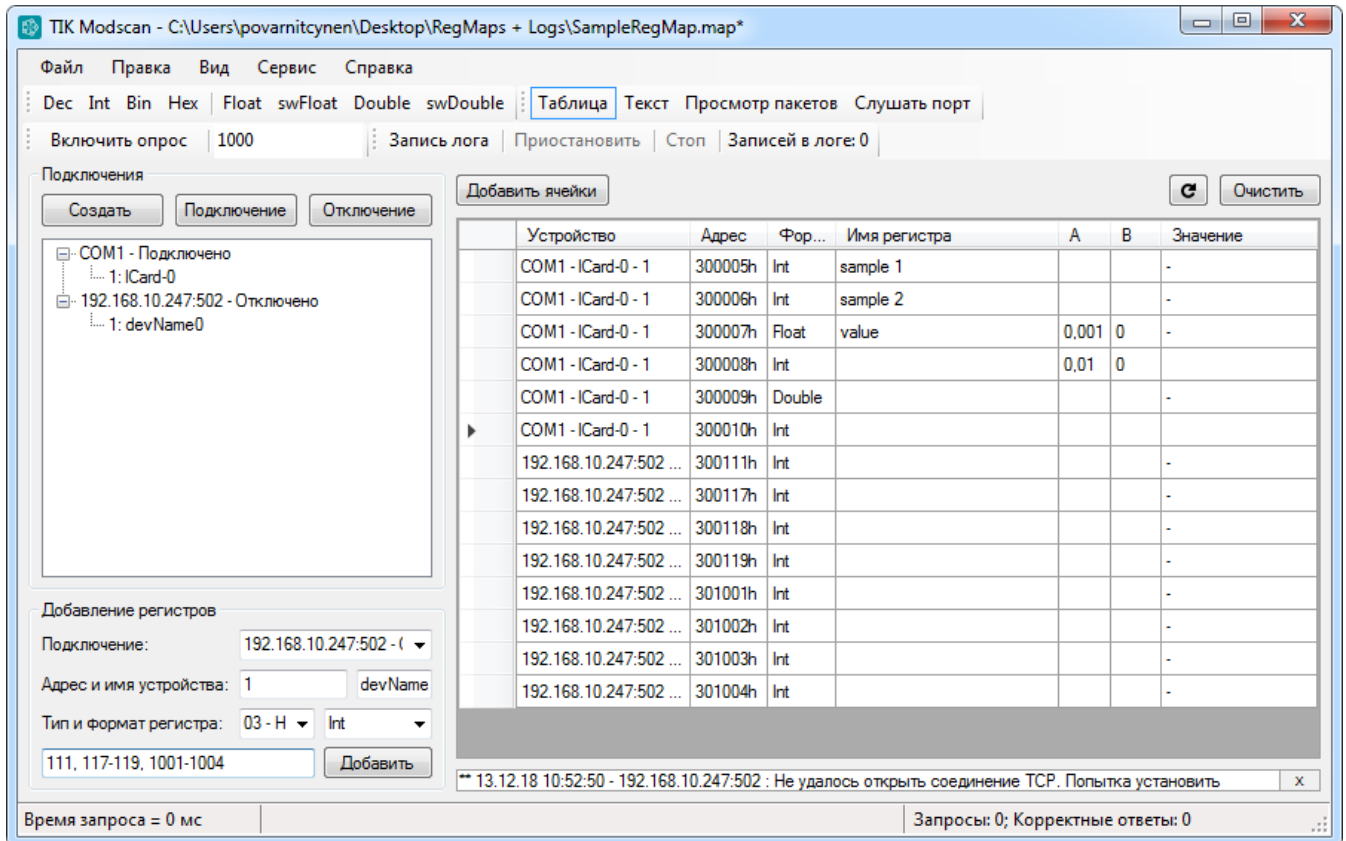 TIK Modscan - C:\Users\povarnitcynen\Desktop\RegMaps + Logs\SampleRegMap.map*
Файл Правка Вид Сервис Справка
Dec Int Bin Hex Float swFloat Double swDouble Таблица Текст Просмотр пакетов Слушать порт
Включить опрос 1000 Запись лога Приостановить Стоп Записей в логе: 0
Подключения
Создать Подключение Отключение
COM1 - Подключено
1: ICard-0
192.168.10.247:502 - Отключено
1: devName0
Добавление регистров
Подключение: 192.168.10.247:502 - (
Адрес и имя устройства: 1 devName
Тип и формат регистра: 03 - H Int
111, 117-119, 1001-1004 Добавить
Добавить ячейки Очистить
Устройство Адрес Фор... Имя регистра A B Значение
COM1 - ICard-0 - 1 300005h Int sample 1 -
COM1 - ICard-0 - 1 300006h Int sample 2 -
COM1 - ICard-0 - 1 300007h Float value 0,001 0 -
COM1 - ICard-0 - 1 300008h Int 0,01 0
COM1 - ICard-0 - 1 300009h Double -
COM1 - ICard-0 - 1 300010h Int
192.168.10.247:502 ... 300111h Int -
192.168.10.247:502 ... 300117h Int -
192.168.10.247:502 ... 300118h Int -
192.168.10.247:502 ... 300119h Int -
192.168.10.247:502 ... 301001h Int -
192.168.10.247:502 ... 301002h Int -
192.168.10.247:502 ... 301003h Int -
192.168.10.247:502 ... 301004h Int -
** 13.12.18 10:52:50 - 192.168.10.247:502 : Не удалось открыть соединение TCP. Попытка установить x
Время запроса = 0 мс Запросы: 0; Корректные ответы: 0